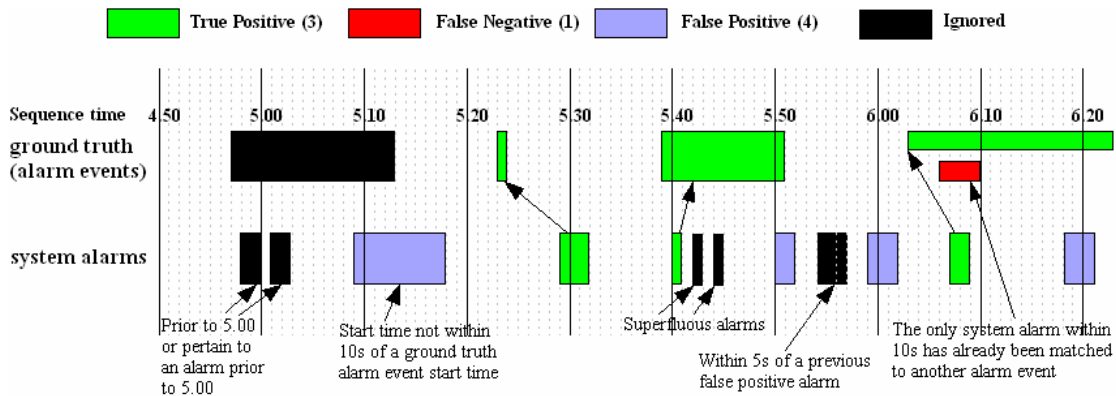 True Positive (3) False Negative (1) False Positive (4) Ignored
Sequence time 4.50 5.00 5.10 5.20 5.30 5.40 5.50 6.00 6.10 6.20
ground truth
(alarm events)
system alarms
Prior to 5.00
or pertain to
an alarm prior
to 5.00
Start time not within
10s of a ground truth
alarm event start time
Superfluous alarms
Within 5s of a previous
false positive alarm
The only system alarm within
10s has already been matched
to another alarm event